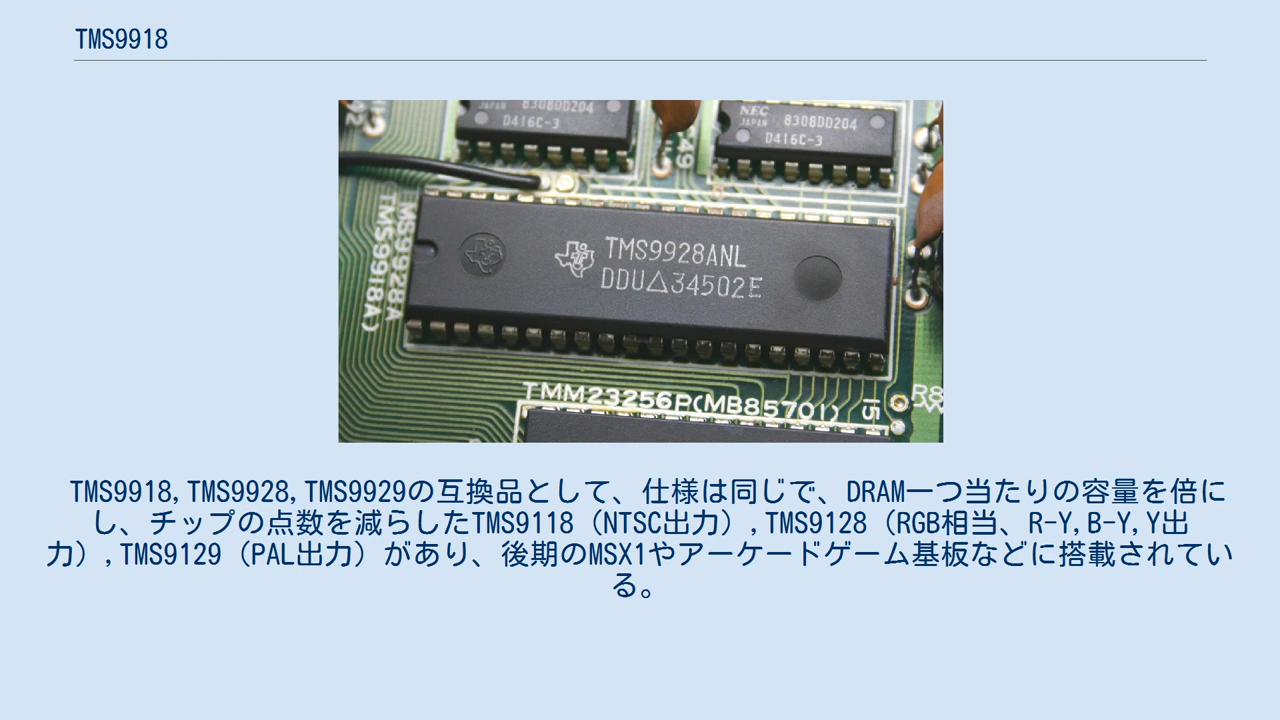 TMS9918
JAPAN 8308DD204
D416C-3
NEC
JAPAN 8308DD204
D416C-3
49
TMS9928A
TMS9918A)
TMS9928ANL
DDU△34502E
TMM23256P(MB85701) I5
R8
TMS9918,TMS9928,TMS9929の互換品として、仕様は同じで、DRAM一つ当たりの容量を倍に
し、チップの点数を減らしたTMS9118（NTSC出力）,TMS9128（RGB相当、R-Y,B-Y,Y出
力）,TMS9129（PAL出力）があり、後期のMSX1やアーケードゲーム基板などに搭載されてい
る。